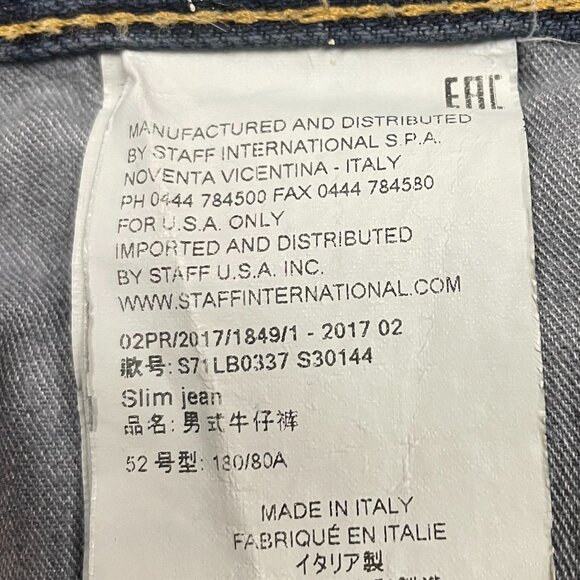 EAC
MANUFACTURED AND DISTRIBUTED
BY STAFF INTERNATIONAL S.P.A.
NOVENTA VICENTINA - ITALY
PH 0444 784500 FAX 0444 784580
FOR U.S.A. ONLY
IMPORTED AND DISTRIBUTED
BY STAFF U.S.A. INC.
WWW.STAFFINTERNATIONAL.COM
02PR/2017/1849/1 - 2017 02
款号: S71LB0337 S30144
Slim jean
品名: 男式牛仔裤
52 号型: 180/80A
MADE IN ITALY
FABRIQUÉ EN ITALIE
イタリア製